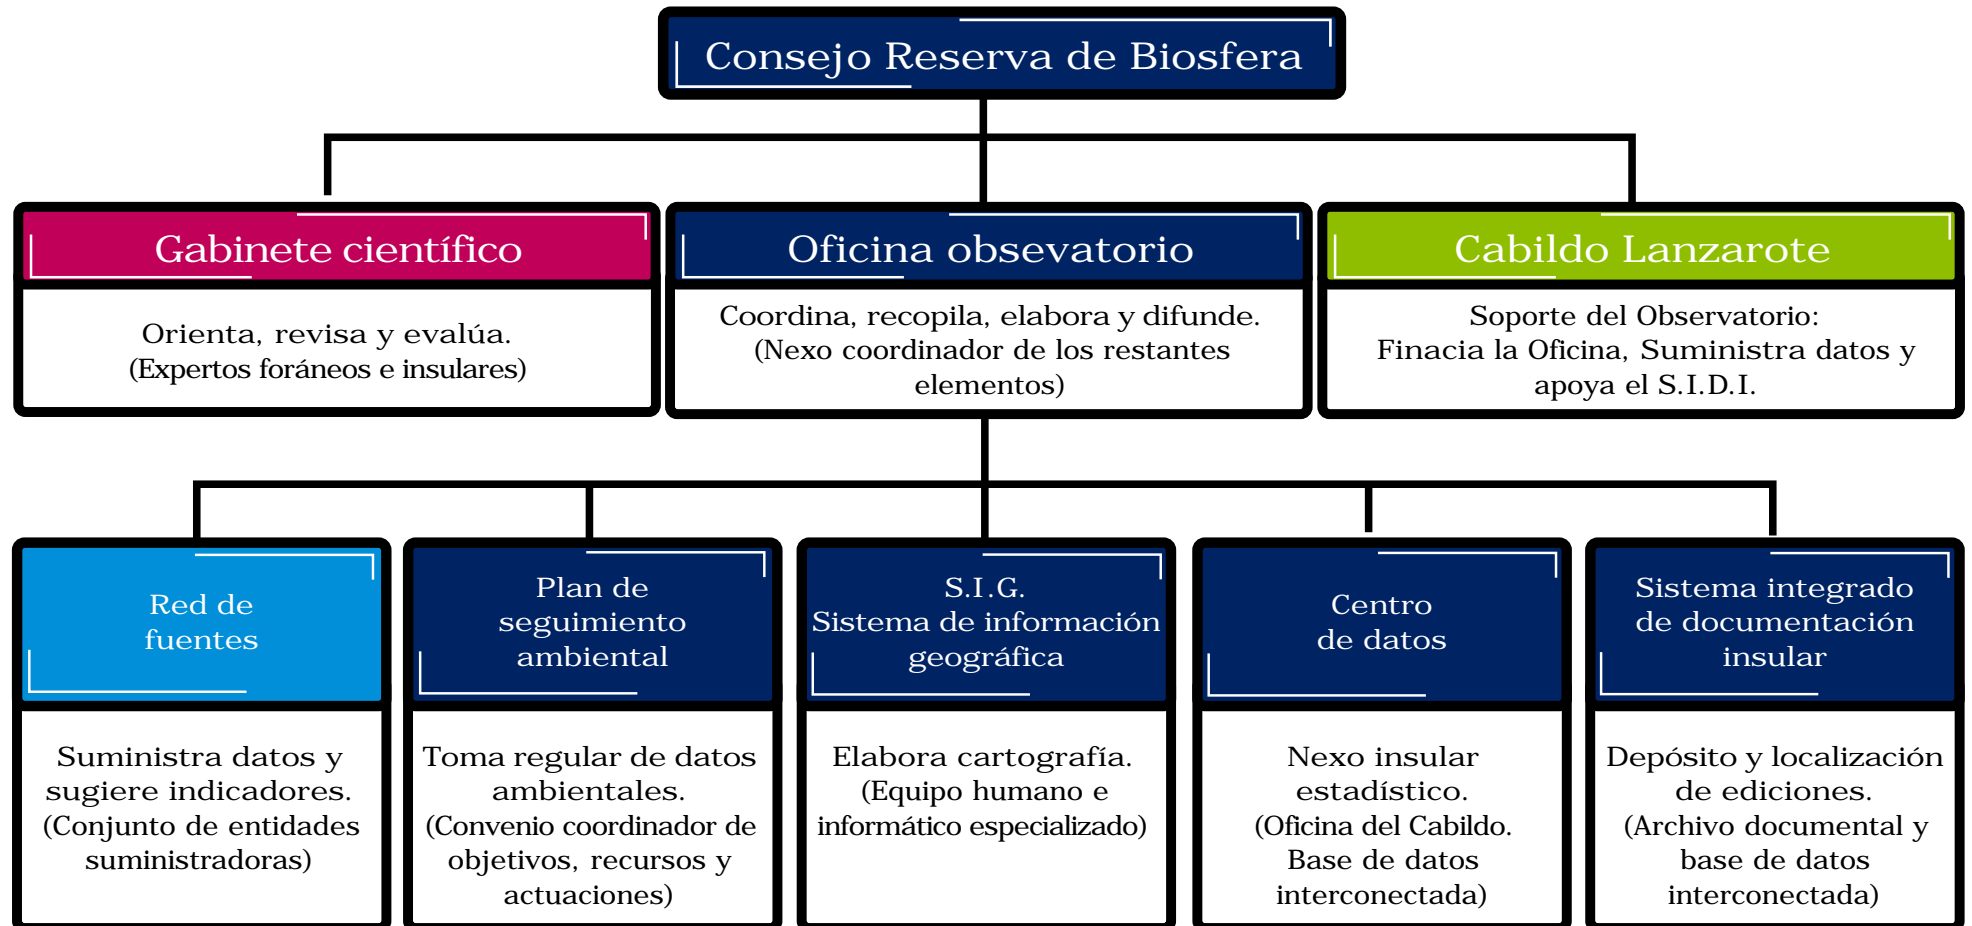 Consejo Reserva de Biosfera
Gabinete científico
Orienta, revisa y evalúa.
(Expertos foráneos e insulares)
Oficina obsevatorio
Coordina, recopila, elabora y difunde.
(Nexo coordinador de los restantes
elementos)
Cabildo Lanzarote
Soporte del Observatorio:
Finacia la Oficina, Suministra datos y
apoya el S.I.D.I.
Red de
fuentes
Suministra datos y
sugiere indicadores.
(Conjunto de entidades
suministradoras)
Plan de
seguimiento
ambiental
Toma regular de datos
ambientales.
(Convenio coordinador de
objetivos, recursos y
actuaciones)
S.I.G.
Sistema de información
geográfica
Elabora cartografía.
(Equipo humano e
informático especializado)
Centro
de datos
Nexo insular
estadístico.
(Oficina del Cabildo.
Base de datos
interconectada)
Sistema integrado
de documentación
insular
Depósito y localización
de ediciones.
(Archivo documental y
base de datos
interconectada)